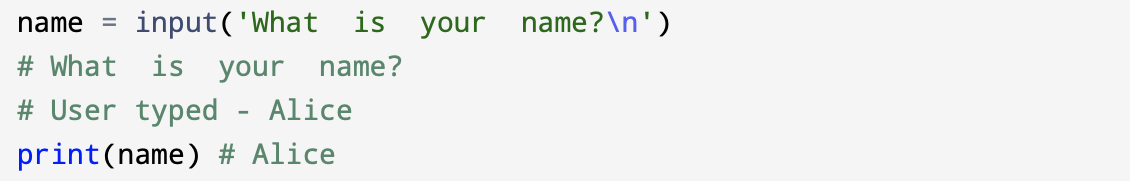 name = input('What  is  your  name?\n')
# What  is  your  name?
# User typed - Alice
print(name) # Alice